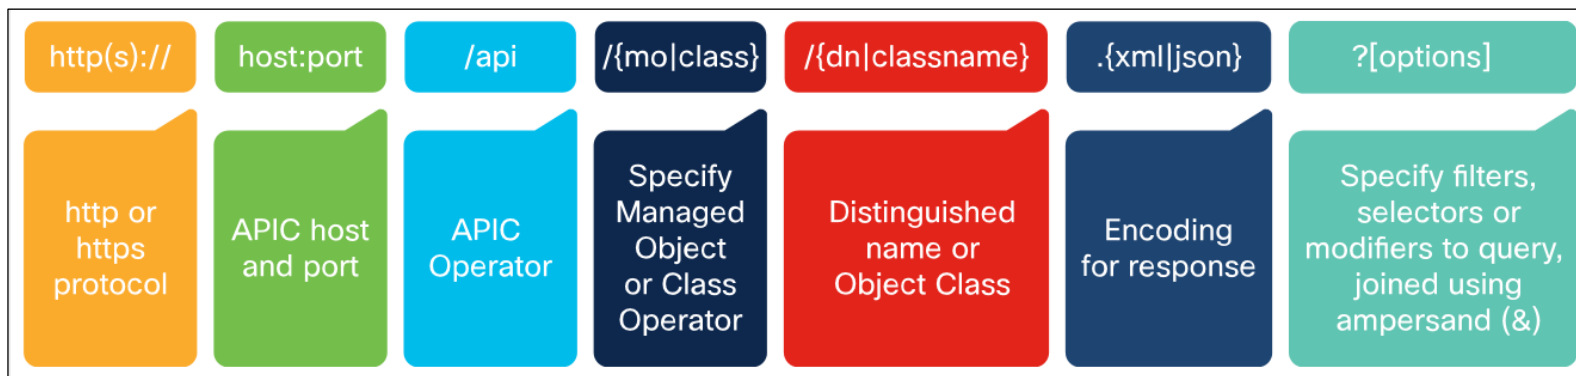 http(s)://
host:port
/api
/{mo|class}
/{dn|classname}
.{xml|json}
?[options]
http or
https
protocol
APIC host
and port
APIC
Operator
Specify
Managed
Object
or Class
Operator
Distinguished
name or
Object Class
Encoding
for response
Specify filters,
selectors or
modifiers to query,
joined using
ampersand (&)